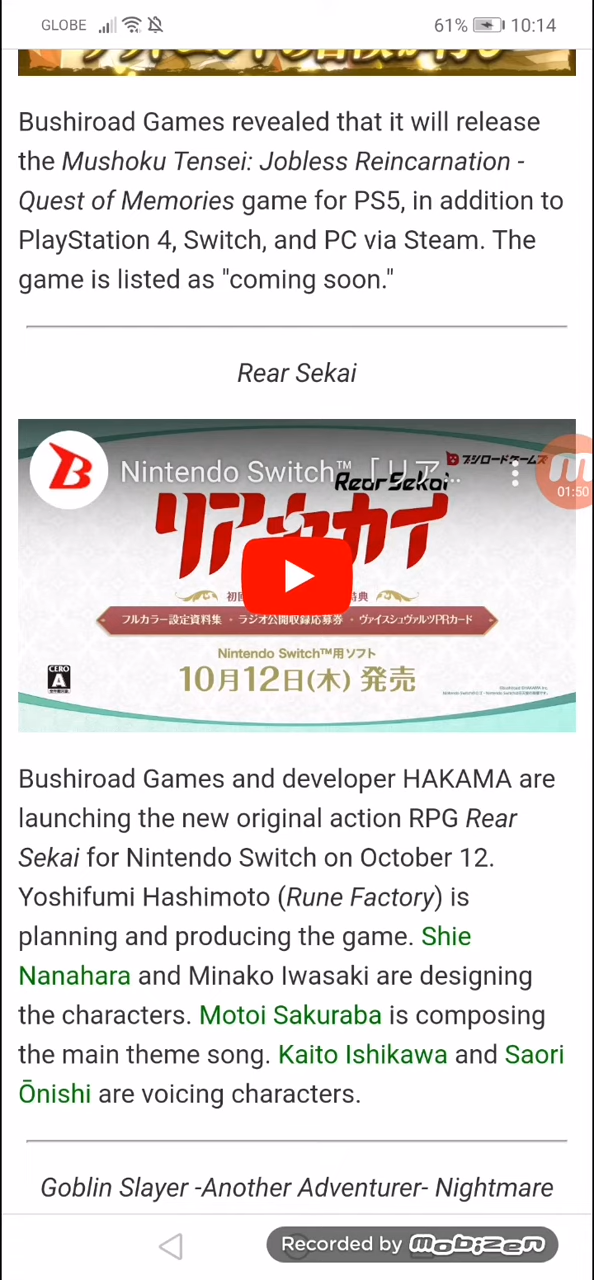 GLOBE 61% 10:14
Bushiroad Games revealed that it will release
the Mushoku Tensei: Jobless Reincarnation -
Quest of Memories game for PS5, in addition to
PlayStation 4, Switch, and PC via Steam. The
game is listed as "coming soon."
Rear Sekai
B Nintendo Switch™「リア...
ブシロードゲームズ
Rear Sekai
リアセカイ
01:50
フルカラー設定資料集・ラジオ公開収録応募券・ヴァイスシュヴァルツPRカード
Nintendo Switch™用ソフト
10月12日(木) 発売
CERO
A
Bushiroad Games and developer HAKAMA are
launching the new original action RPG Rear
Sekai for Nintendo Switch on October 12.
Yoshifumi Hashimoto (Rune Factory) is
planning and producing the game. Shie
Nanahara and Minako Iwasaki are designing
the characters. Motoi Sakuraba is composing
the main theme song. Kaito Ishikawa and Saori
Ōnishi are voicing characters.
Goblin Slayer -Another Adventurer- Nightmare
Recorded by mobizen